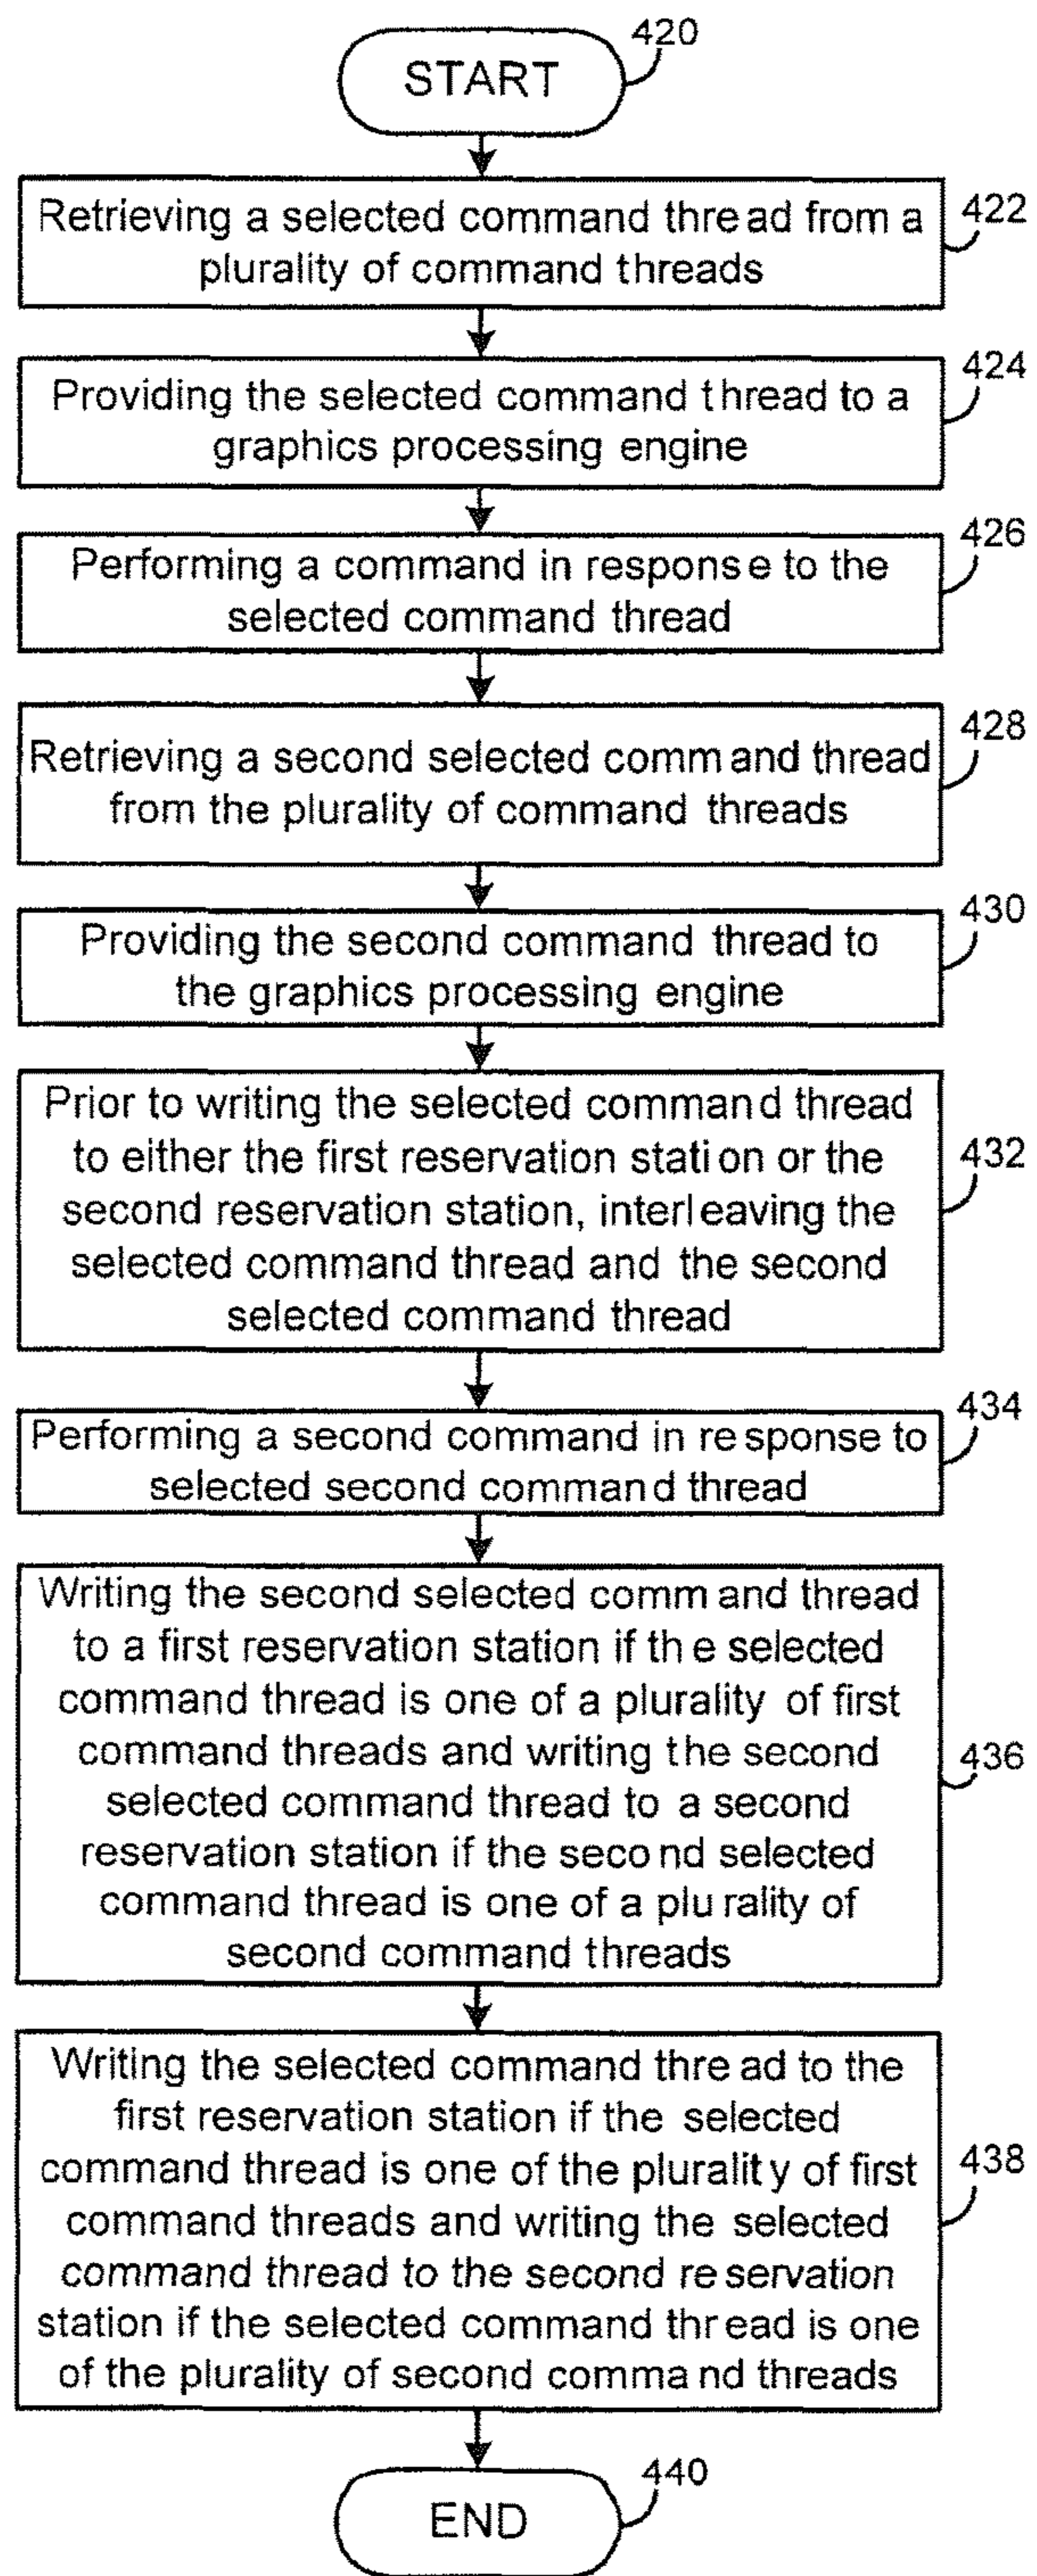 420
START
Retrieving a selected command thread from a
plurality of command threads
422
Providing the selected command thread to a
graphics processing engine
424
Performing a command in response to the
selected command thread
426
Retrieving a second selected command thread
from the plurality of command threads
428
Providing the second command thread to
the graphics processing engine
430
Prior to writing the selected command thread
to either the first reservation station or the
second reservation station, interleaving the
selected command thread and the second
selected command thread
432
Performing a second command in response to
selected second command thread
434
Writing the second selected command thread
to a first reservation station if the selected
command thread is one of a plurality of first
command threads and writing the second
selected command thread to a second
reservation station if the second selected
command thread is one of a plurality of
second command threads
436
Writing the selected command thread to the
first reservation station if the selected
command thread is one of the plurality of first
command threads and writing the selected
command thread to the second reservation
station if the selected command thread is one
of the plurality of second command threads
438
END
440